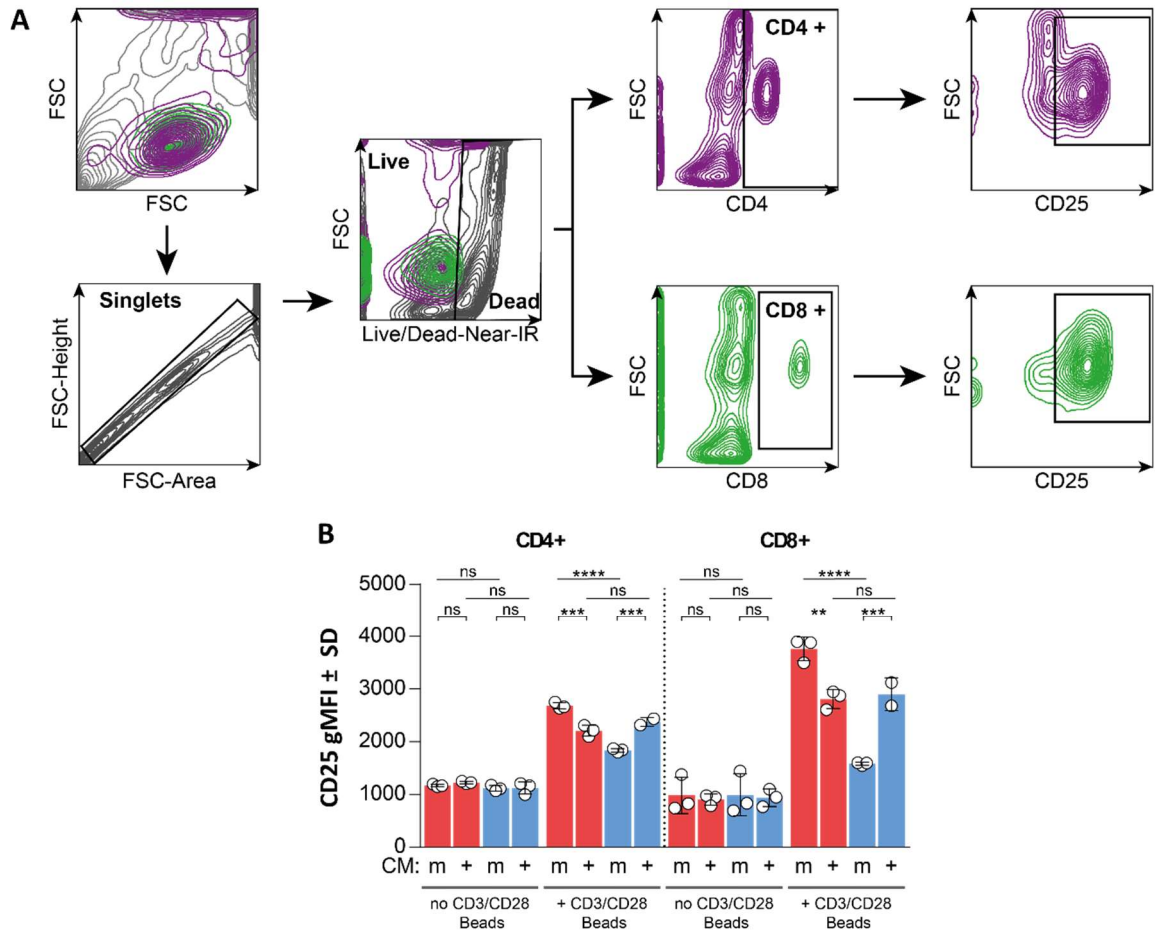 A
FSC
FSC
Singlets
FSC-Height
FSC-Area
Live
Dead
FSC
Live/Dead-Near-IR
CD4 +
FSC
CD4
FSC
CD25
CD8 +
FSC
CD8
FSC
CD25
B
CD4+ CD8+
CD25 gMFI ± SD
5000
4000
3000
2000
1000
0
ns **** ns ****
ns ns ns ns
ns ns *** *** ns ns ** ***
CM: m + m + m + m + m + m + m + m +
no CD3/CD28 + CD3/CD28 no CD3/CD28 + CD3/CD28
Beads Beads Beads Beads